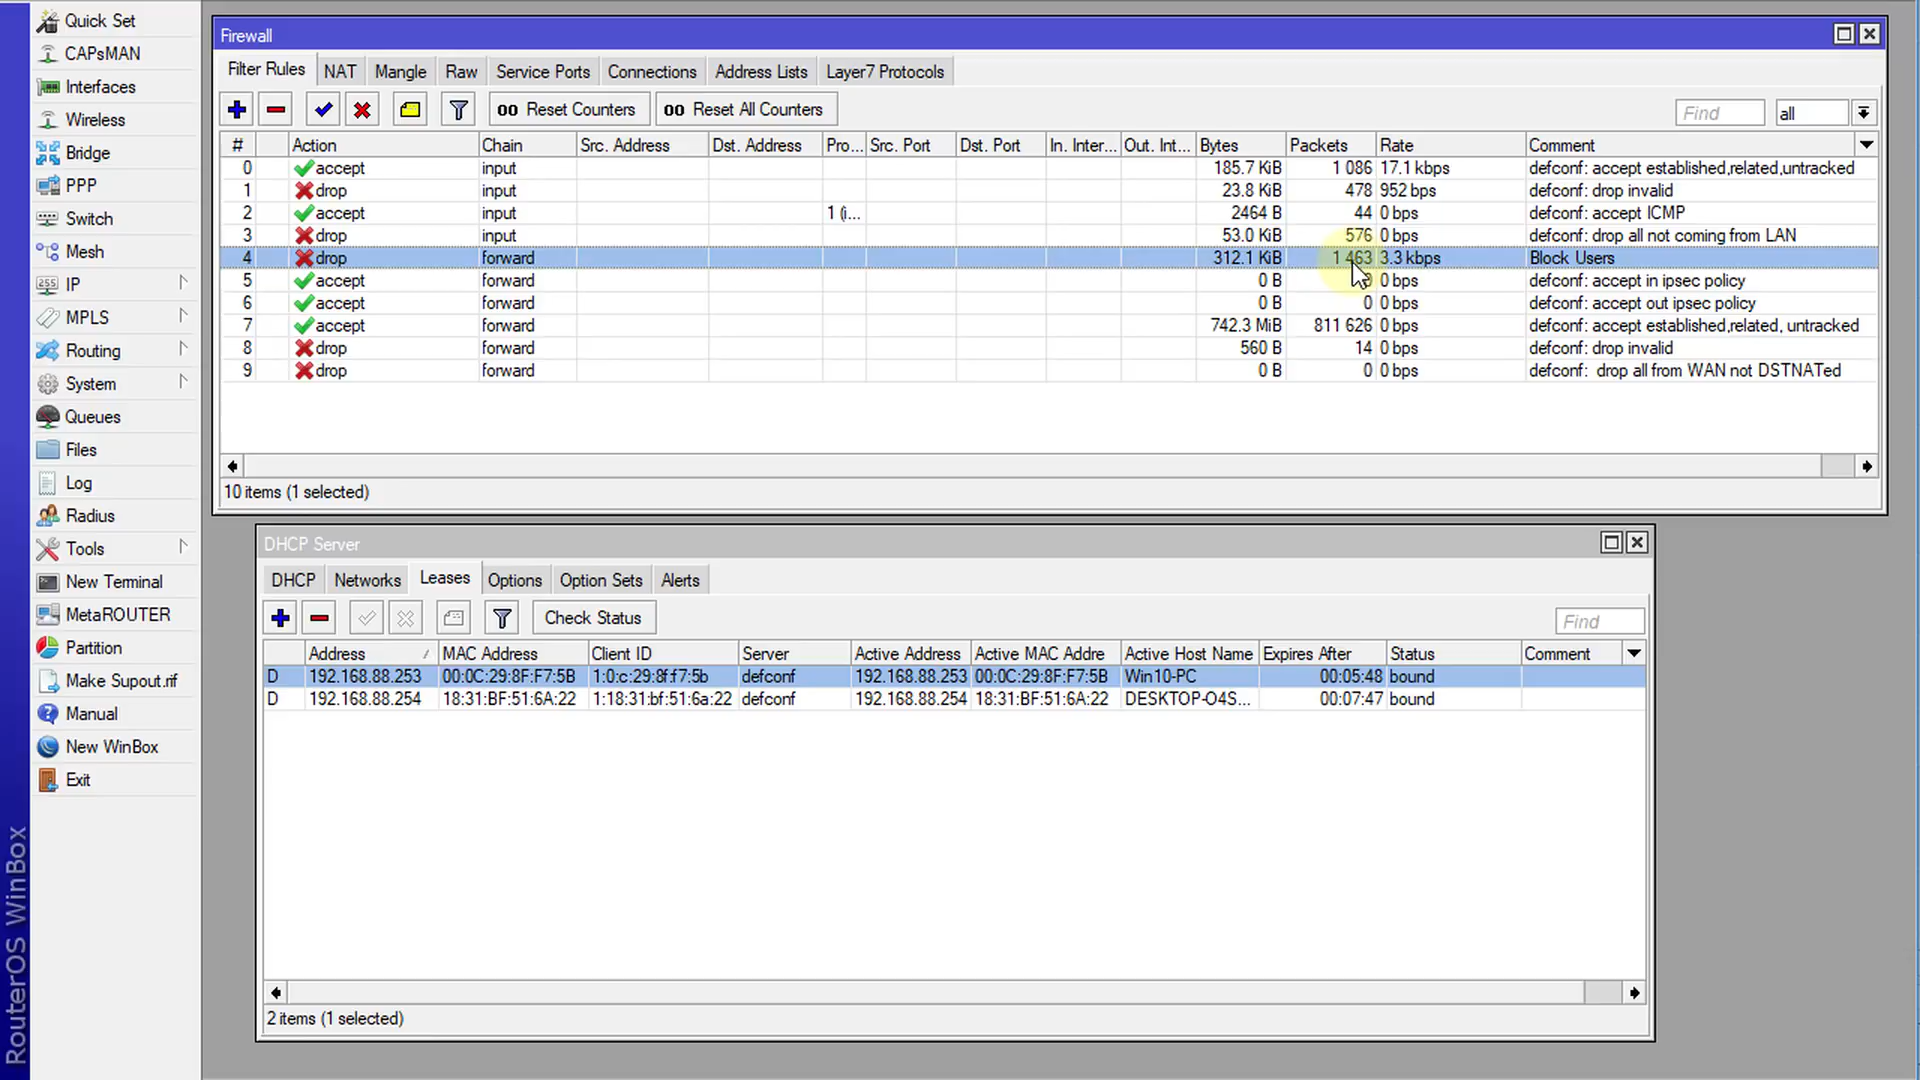 Quick Set
CAPsMAN
Interfaces
Wireless
Bridge
PPP
Switch
Mesh
255 IP
MPLS
Routing
System
Queues
Files
Log
Radius
Tools
New Terminal
MetaROUTER
Partition
Make Supout.rif
Manual
New WinBox
Exit
RouterOS WinBox
Firewall
Filter Rules NAT Mangle Raw Service Ports Connections Address Lists Layer7 Protocols
00 Reset Counters 00 Reset All Counters Find all
# Action Chain Src. Address Dst. Address Pro... Src. Port Dst. Port In. Inter... Out. Int... Bytes Packets Rate Comment
0 accept input 185.7 KiB 1 086 17.1 kbps defconf: accept established,related,untracked
1 drop input 23.8 KiB 478 952 bps defconf: drop invalid
2 accept input 1 (i... 2464 B 44 0 bps defconf: accept ICMP
3 drop input 53.0 KiB 576 0 bps defconf: drop all not coming from LAN
4 drop forward 312.1 KiB 1 463 3.3 kbps Block Users
5 accept forward 0 B 0 0 bps defconf: accept in ipsec policy
6 accept forward 0 B 0 0 bps defconf: accept out ipsec policy
7 accept forward 742.3 MiB 811 626 0 bps defconf: accept established,related, untracked
8 drop forward 560 B 14 0 bps defconf: drop invalid
9 drop forward 0 B 0 0 bps defconf:  drop all from WAN not DSTNATed
10 items (1 selected)
DHCP Server
DHCP Networks Leases Options Option Sets Alerts
Check Status Find
Address MAC Address Client ID Server Active Address Active MAC Addre Active Host Name Expires After Status Comment
D 192.168.88.253 00:0C:29:8F:F7:5B 1:0:c:29:8f:f7:5b defconf 192.168.88.253 00:0C:29:8F:F7:5B Win10-PC 00:05:48 bound
D 192.168.88.254 18:31:BF:51:6A:22 1:18:31:bf:51:6a:22 defconf 192.168.88.254 18:31:BF:51:6A:22 DESKTOP-O4S... 00:07:47 bound
2 items (1 selected)